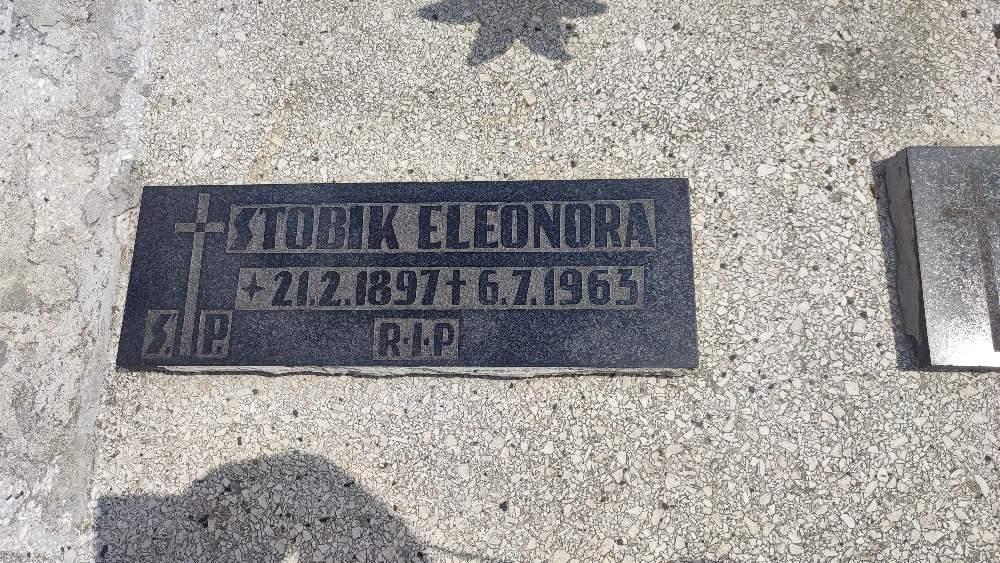 STOBIK ELEONORA
+ 21.2.1897 † 6.7.1963
Ś. P.
R·I·P